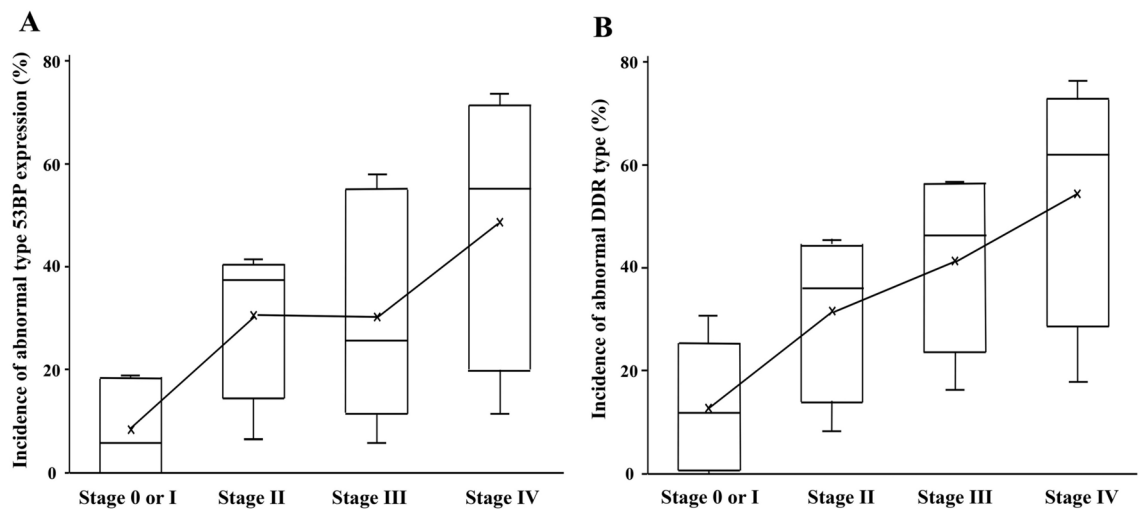 A
Incidence of abnormal type 53BP expression (%)
80
60
40
20
0
Stage 0 or I Stage II Stage III Stage IV
B
Incidence of abnormal DDR type (%)
80
60
40
20
0
Stage 0 or I Stage II Stage III Stage IV